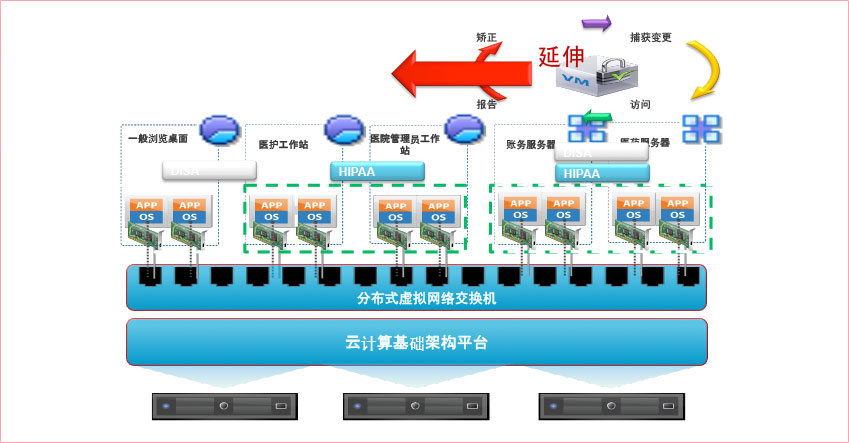 矫正
捕获变更
延伸
VM
报告
访问
一般浏览桌面
医护工作站
医院管理员工作
站
账务服务器
医药服务器
DISA
DISA
HIPAA
HIPAA
APP
OS
APP
OS
APP
OS
APP
OS
APP
OS
APP
OS
APP
OS
APP
OS
APP
OS
APP
OS
分布式虚拟网络交换机
云计算基础架构平台